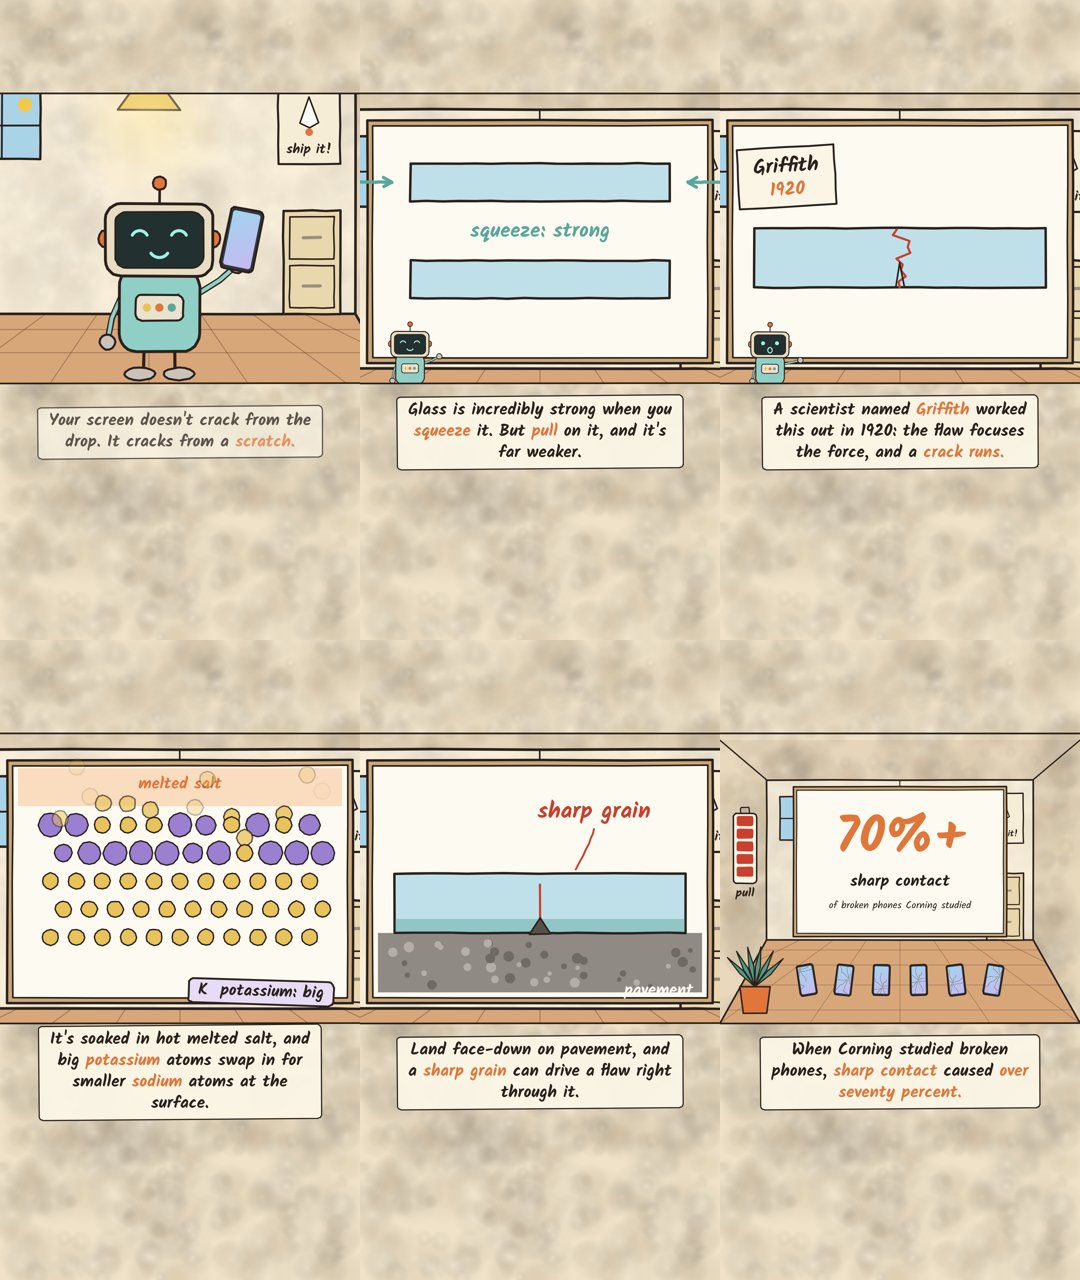 ship it!
Your screen doesn't crack from the
drop. It cracks from a scratch.
squeeze: strong
Glass is incredibly strong when you
squeeze it. But pull on it, and it's
far weaker.
Griffith
1920
A scientist named Griffith worked
this out in 1920: the flaw focuses
the force, and a crack runs.
melted salt
K potassium: big
It's soaked in hot melted salt, and
big potassium atoms swap in for
smaller sodium atoms at the
surface.
sharp grain
pavement
Land face-down on pavement, and
a sharp grain can drive a flaw right
through it.
pull
70%+
sharp contact
of broken phones Corning studied
it!
When Corning studied broken
phones, sharp contact caused over
seventy percent.